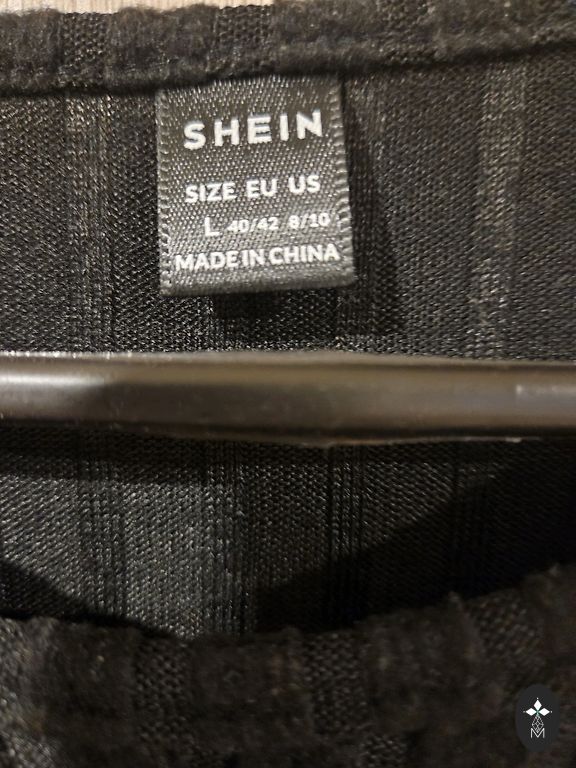 SHEIN
SIZE EU US
L 40/42 8/10
MADE IN CHINA
M